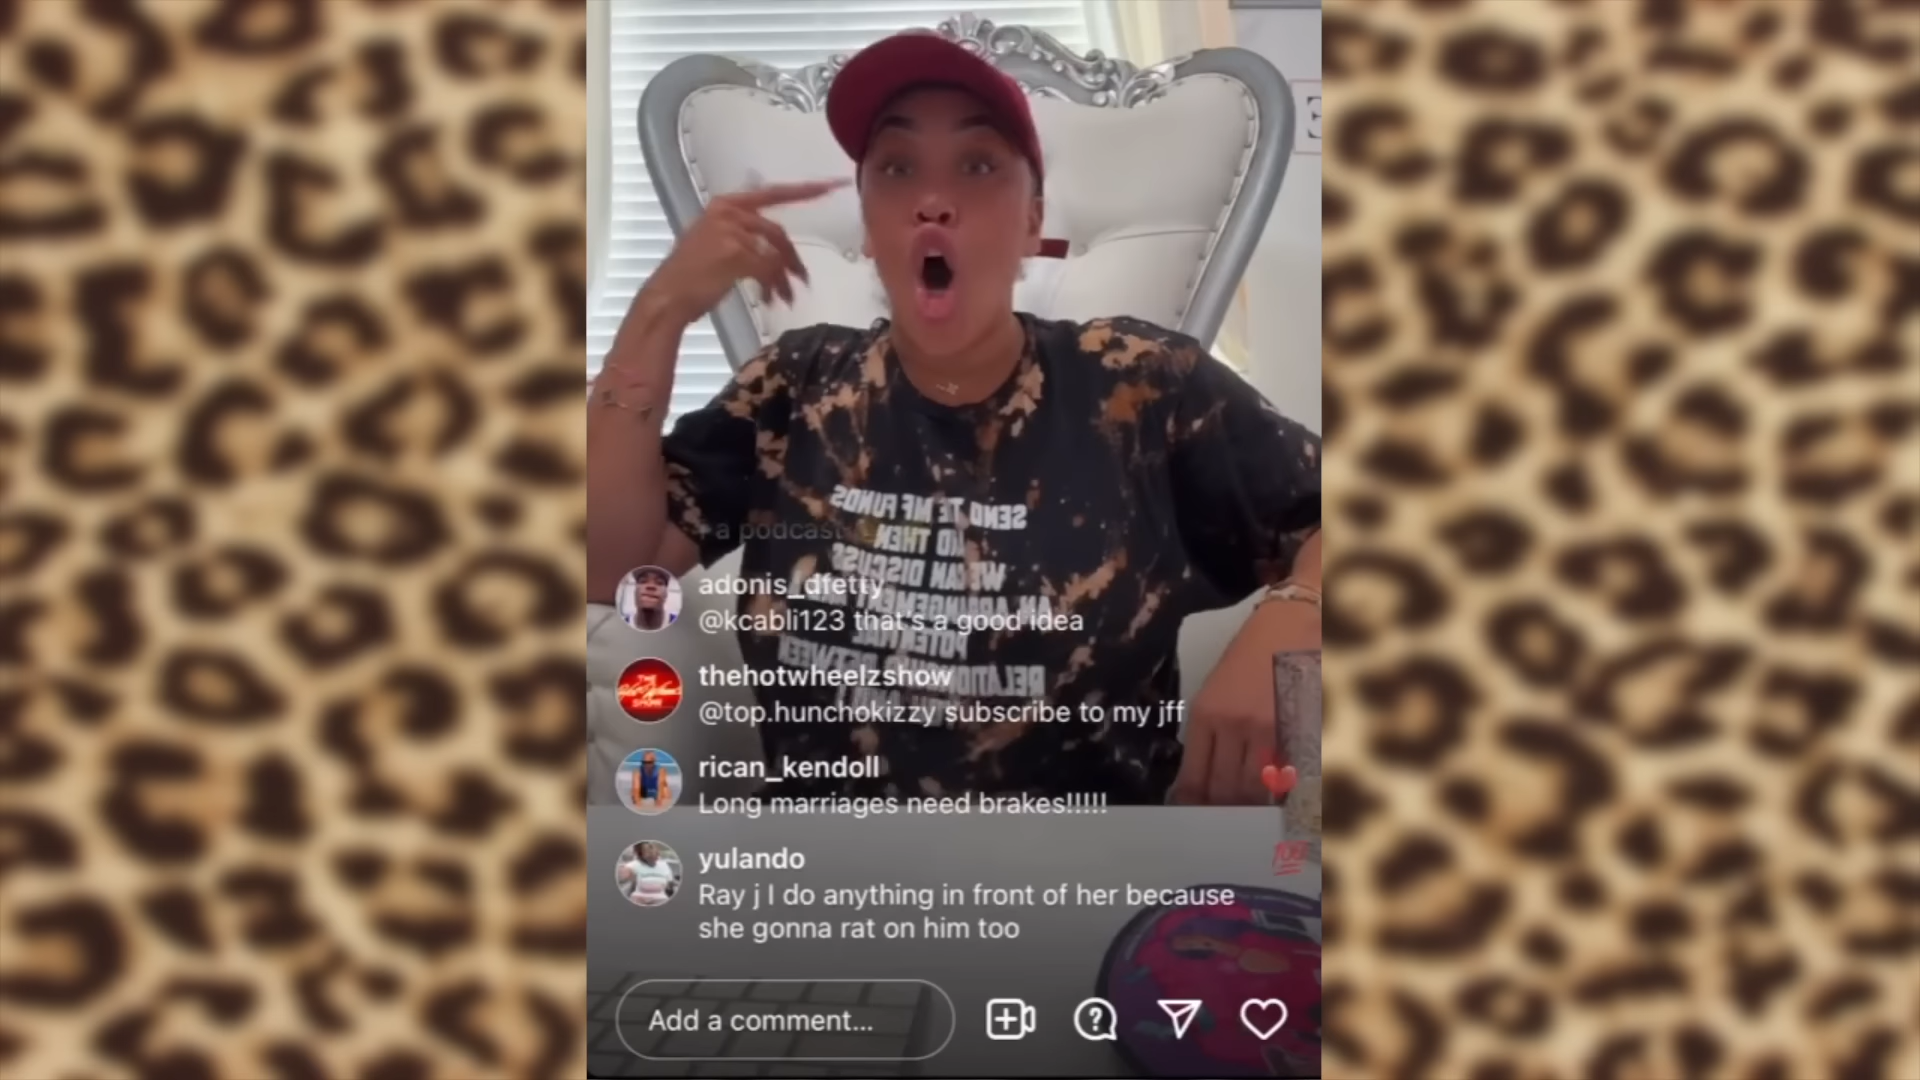 E
SEND ME MF FUNDS
AND THEN
WE CAN DISCUSS
AN ARRANGEMENT
POTENTIAL
RELATIONSHIP BETWEEN
a podcast
adonis_dfetty
@kcabli123 that's a good idea
thehotwheelzshow
@top.hunchokizzy subscribe to my jff
rican_kendoll
Long marriages need brakes!!!!!
yulando
Ray j I do anything in front of her because
she gonna rat on him too
Add a comment...